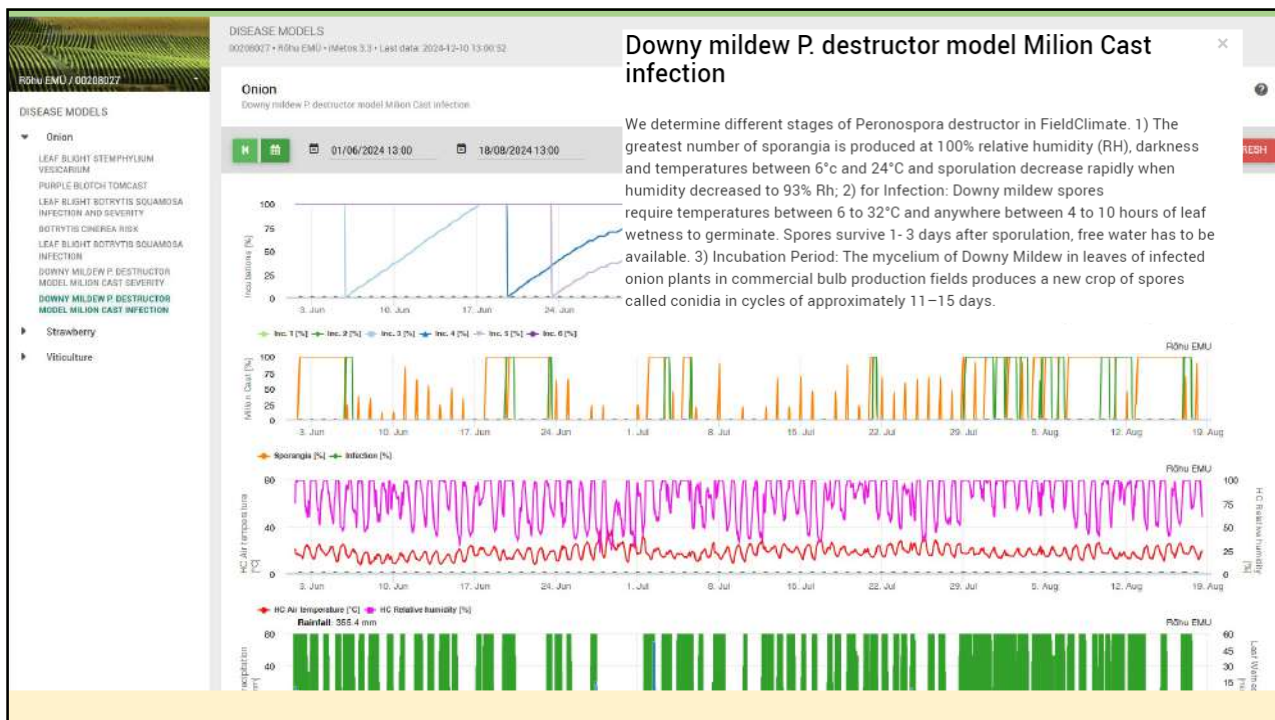 Rõhu EMÜ / 00208027
DISEASE MODELS
Onion
LEAF BLIGHT STEMPHYLIUM
VESICARIUM
PURPLE BLOTCH TOMCAST
LEAF BLIGHT BOTRYTIS SQUAMOSA
INFECTION AND SEVERITY
BOTRYTIS CINEREA RISK
LEAF BLIGHT BOTRYTIS SQUAMOSA
INFECTION
DOWNY MILDEW P. DESTRUCTOR
MODEL MILION CAST SEVERITY
DOWNY MILDEW P. DESTRUCTOR
MODEL MILION CAST INFECTION
Strawberry
Viticulture
DISEASE MODELS
00208027 • Rõhu EMÜ • iMetos 3.3 • Last data: 2024-12-10 13:00:52
Onion
Downy mildew P. destructor model Milion Cast infection
01/06/2024 13:00 18/08/2024 13:00
RESH
Downy mildew P. destructor model Milion Cast
infection
×
We determine different stages of Peronospora destructor in FieldClimate. 1) The
greatest number of sporangia is produced at 100% relative humidity (RH), darkness
and temperatures between 6°c and 24°C and sporulation decrease rapidly when
humidity decreased to 93% Rh; 2) for Infection: Downy mildew spores
require temperatures between 6 to 32°C and anywhere between 4 to 10 hours of leaf
wetness to germinate. Spores survive 1- 3 days after sporulation, free water has to be
available. 3) Incubation Period: The mycelium of Downy Mildew in leaves of infected
onion plants in commercial bulb production fields produces a new crop of spores
called conidia in cycles of approximately 11–15 days.
Incubations [%]
100
75
50
25
0
3. Jun 10. Jun 17. Jun 24. Jun
Inc. 1 [%] Inc. 2 [%] Inc. 3 [%] Inc. 4 [%] Inc. 5 [%] Inc. 6 [%]
Rõhu EMÜ
Milion Cast [%]
100
75
50
25
0
3. Jun 10. Jun 17. Jun 24. Jun 1. Jul 8. Jul 15. Jul 22. Jul 29. Jul 5. Aug 12. Aug 19. Aug
Sporangia [%] Infection [%]
Rõhu EMÜ
HC Air temperature
[°C]
80
40
0
100
75
50
25
0
HC Relative humidity
[%]
3. Jun 10. Jun 17. Jun 24. Jun 1. Jul 8. Jul 15. Jul 22. Jul 29. Jul 5. Aug 12. Aug 19. Aug
HC Air temperature [°C] HC Relative humidity [%]
Rainfall: 355.4 mm
Rõhu EMÜ
80
40
60
45
30
15